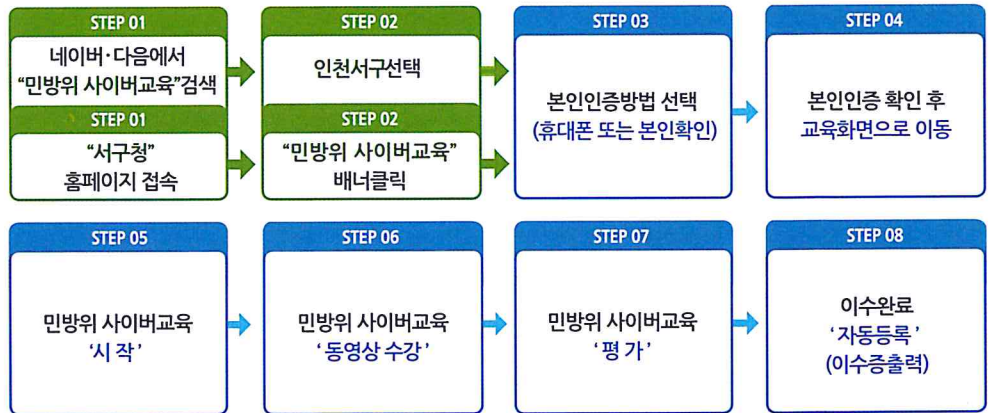 STEP 01
네이버·다음에서
“민방위 사이버교육”검색
STEP 01
“서구청”
홈페이지 접속
STEP 02
인천서구선택
STEP 02
“민방위 사이버교육”
배너클릭
STEP 03
본인인증방법 선택
(휴대폰 또는 본인확인)
STEP 04
본인인증 확인 후
교육화면으로 이동
STEP 05
민방위 사이버교육
‘시 작’
STEP 06
민방위 사이버교육
‘동영상 수강’
STEP 07
민방위 사이버교육
‘평 가’
STEP 08
이수완료
‘자동등록’
(이수증출력)